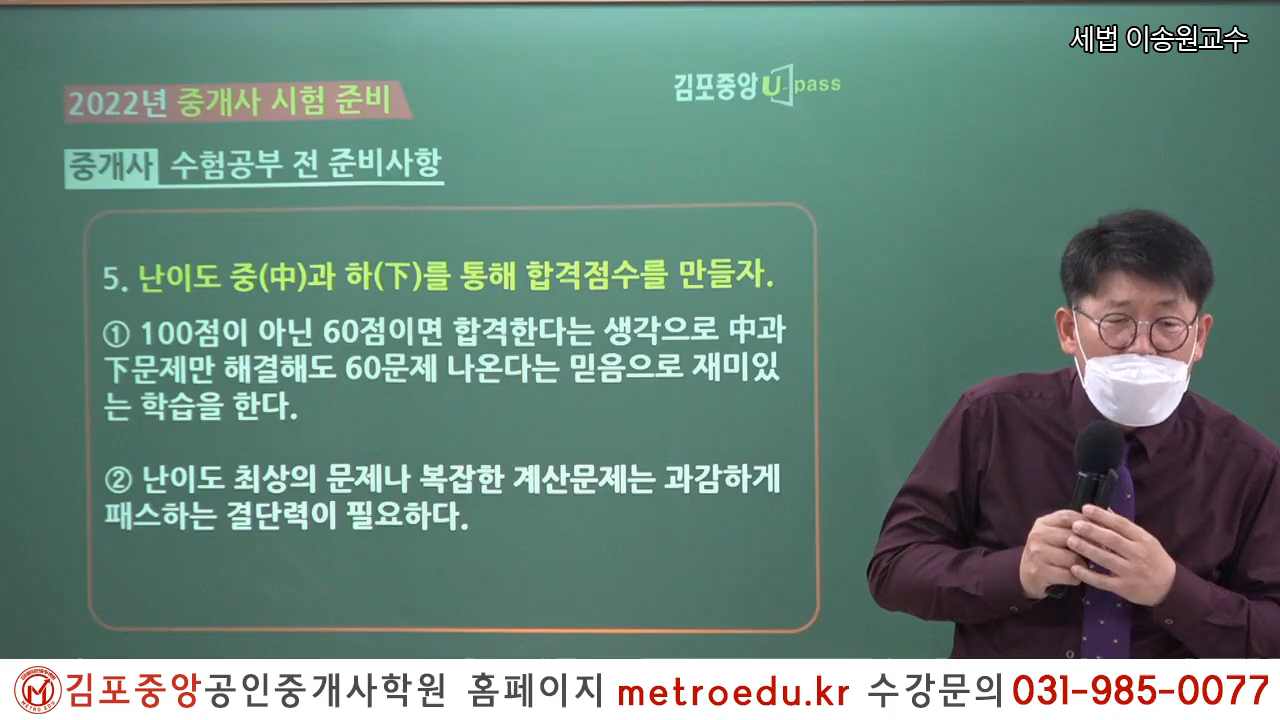 세법 이송원교수
김포중앙 U-pass
2022년 중개사 시험 준비
중개사 수험공부 전 준비사항
5. 난이도 중(中)과 하(下)를 통해 합격점수를 만들자.
① 100점이 아닌 60점이면 합격한다는 생각으로 中과
下문제만 해결해도 60문제 나온다는 믿음으로 재미있
는 학습을 한다.
② 난이도 최상의 문제나 복잡한 계산문제는 과감하게
패스하는 결단력이 필요하다.
M
METRO EDU
김포중앙공인중개사학원 홈페이지 metroedu.kr 수강문의 031-985-0077